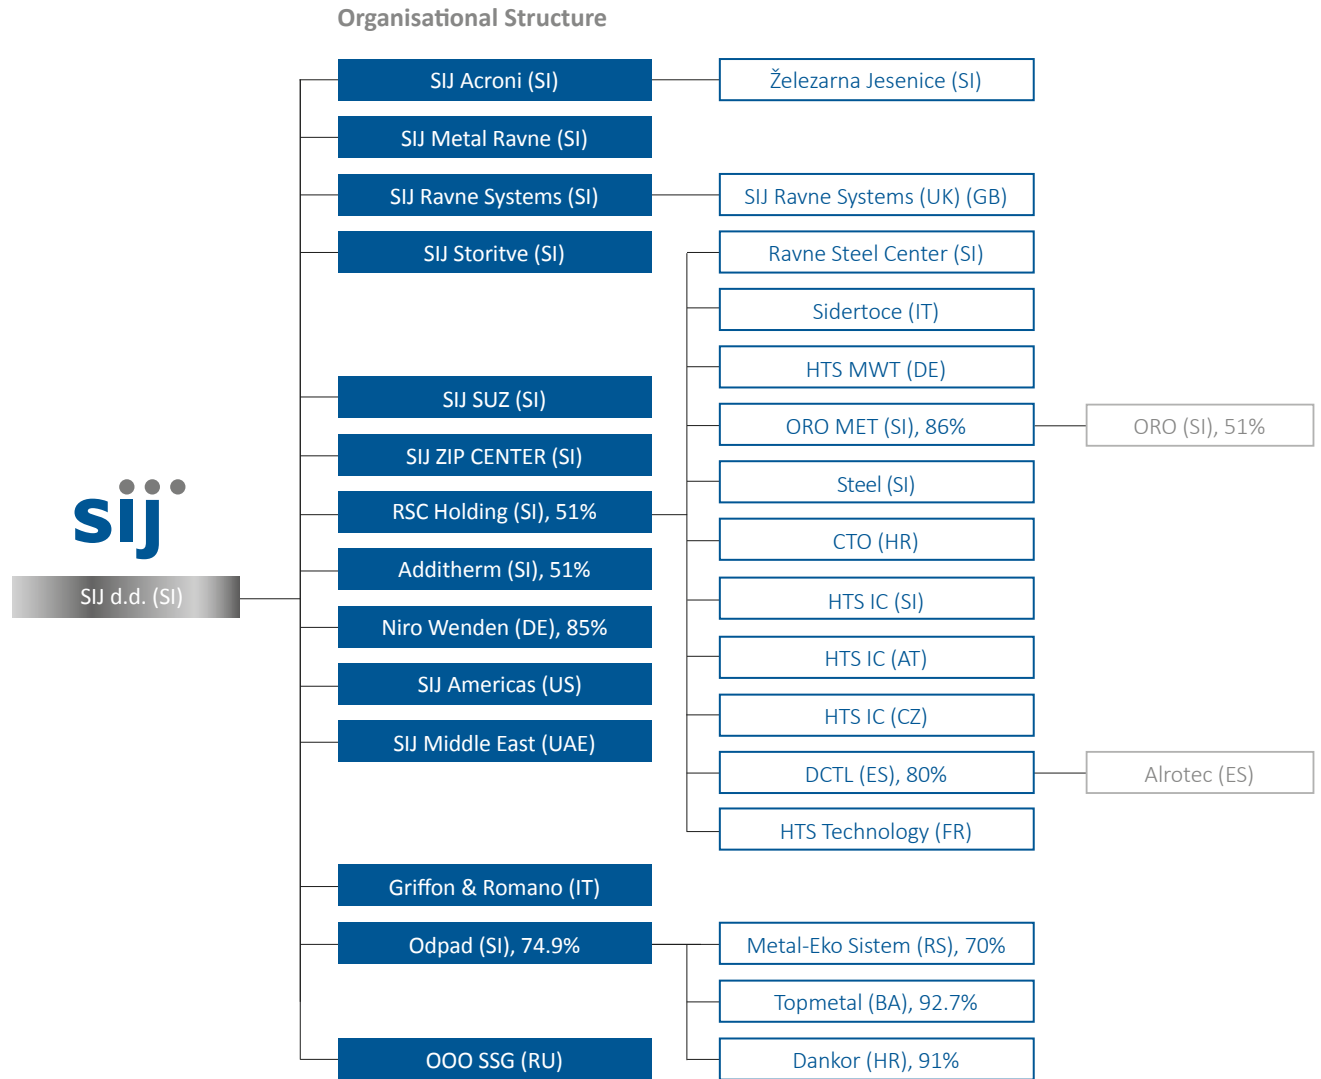 Organisational Structure
SIJ Acroni (SI)
Železarna Jesenice (SI)
SIJ Metal Ravne (SI)
SIJ Ravne Systems (SI)
SIJ Ravne Systems (UK) (GB)
SIJ Storitve (SI)
Ravne Steel Center (SI)
Sidertoce (IT)
HTS MWT (DE)
SIJ SUZ (SI)
ORO MET (SI), 86%
ORO (SI), 51%
SIJ ZIP CENTER (SI)
Steel (SI)
RSC Holding (SI), 51%
CTO (HR)
sij
Additherm (SI), 51%
SIJ d.d. (SI)
HTS IC (SI)
Niro Wenden (DE), 85%
HTS IC (AT)
SIJ Americas (US)
HTS IC (CZ)
SIJ Middle East (UAE)
DCTL (ES), 80%
Alrotec (ES)
HTS Technology (FR)
Griffon & Romano (IT)
Odpad (SI), 74.9%
Metal-Eko Sistem (RS), 70%
Topmetal (BA), 92.7%
OOO SSG (RU)
Dankor (HR), 91%